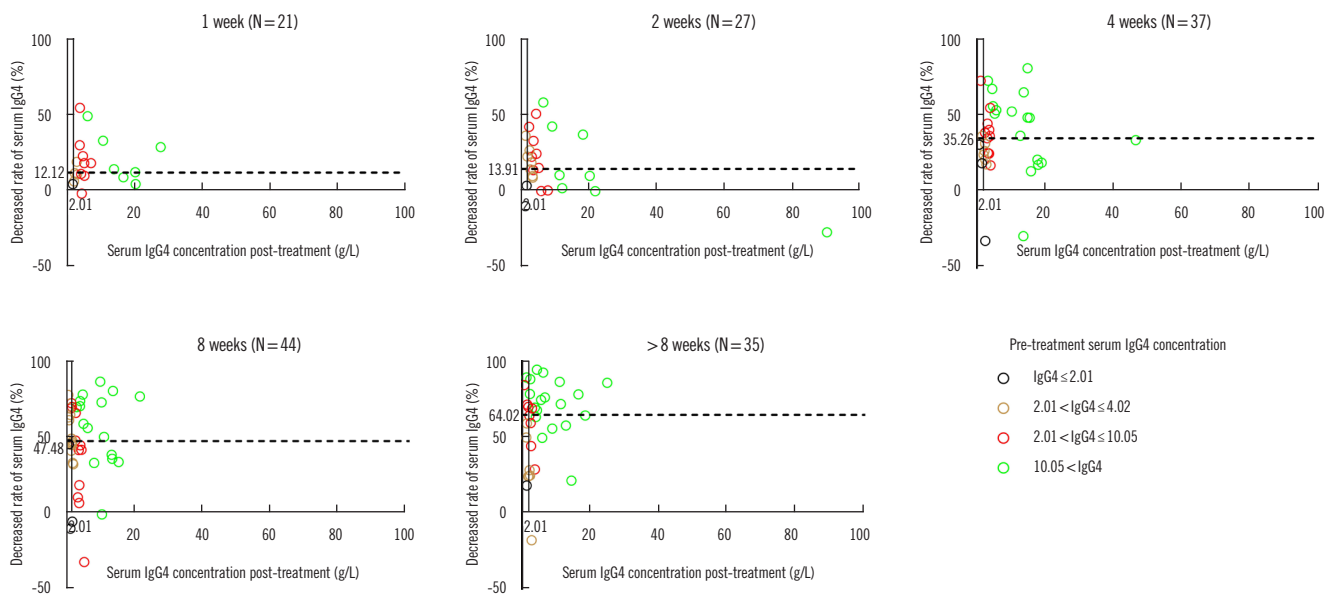 1 week (N=21)
Decreased rate of serum IgG4 (%)
100
50
12.12
0
-50
2.01
20
40
60
80
100
Serum IgG4 concentration post-treatment (g/L)
2 weeks (N=27)
Decreased rate of serum IgG4 (%)
100
50
13.91
0
-50
2.01
20
40
60
80
100
Serum IgG4 concentration post-treatment (g/L)
4 weeks (N=37)
Decreased rate of serum IgG4 (%)
100
50
35.26
0
-50
2.01
20
40
60
80
100
Serum IgG4 concentration post-treatment (g/L)
8 weeks (N=44)
Decreased rate of serum IgG4 (%)
100
50
47.48
0
-50
2.01
20
40
60
80
100
Serum IgG4 concentration post-treatment (g/L)
>8 weeks (N=35)
Decreased rate of serum IgG4 (%)
100
64.02
50
0
-50
2.01
20
40
60
80
100
Serum IgG4 concentration post-treatment (g/L)
Pre-treatment serum IgG4 concentration
IgG4≤2.01
2.01<IgG4≤4.02
2.01<IgG4≤10.05
10.05<IgG4